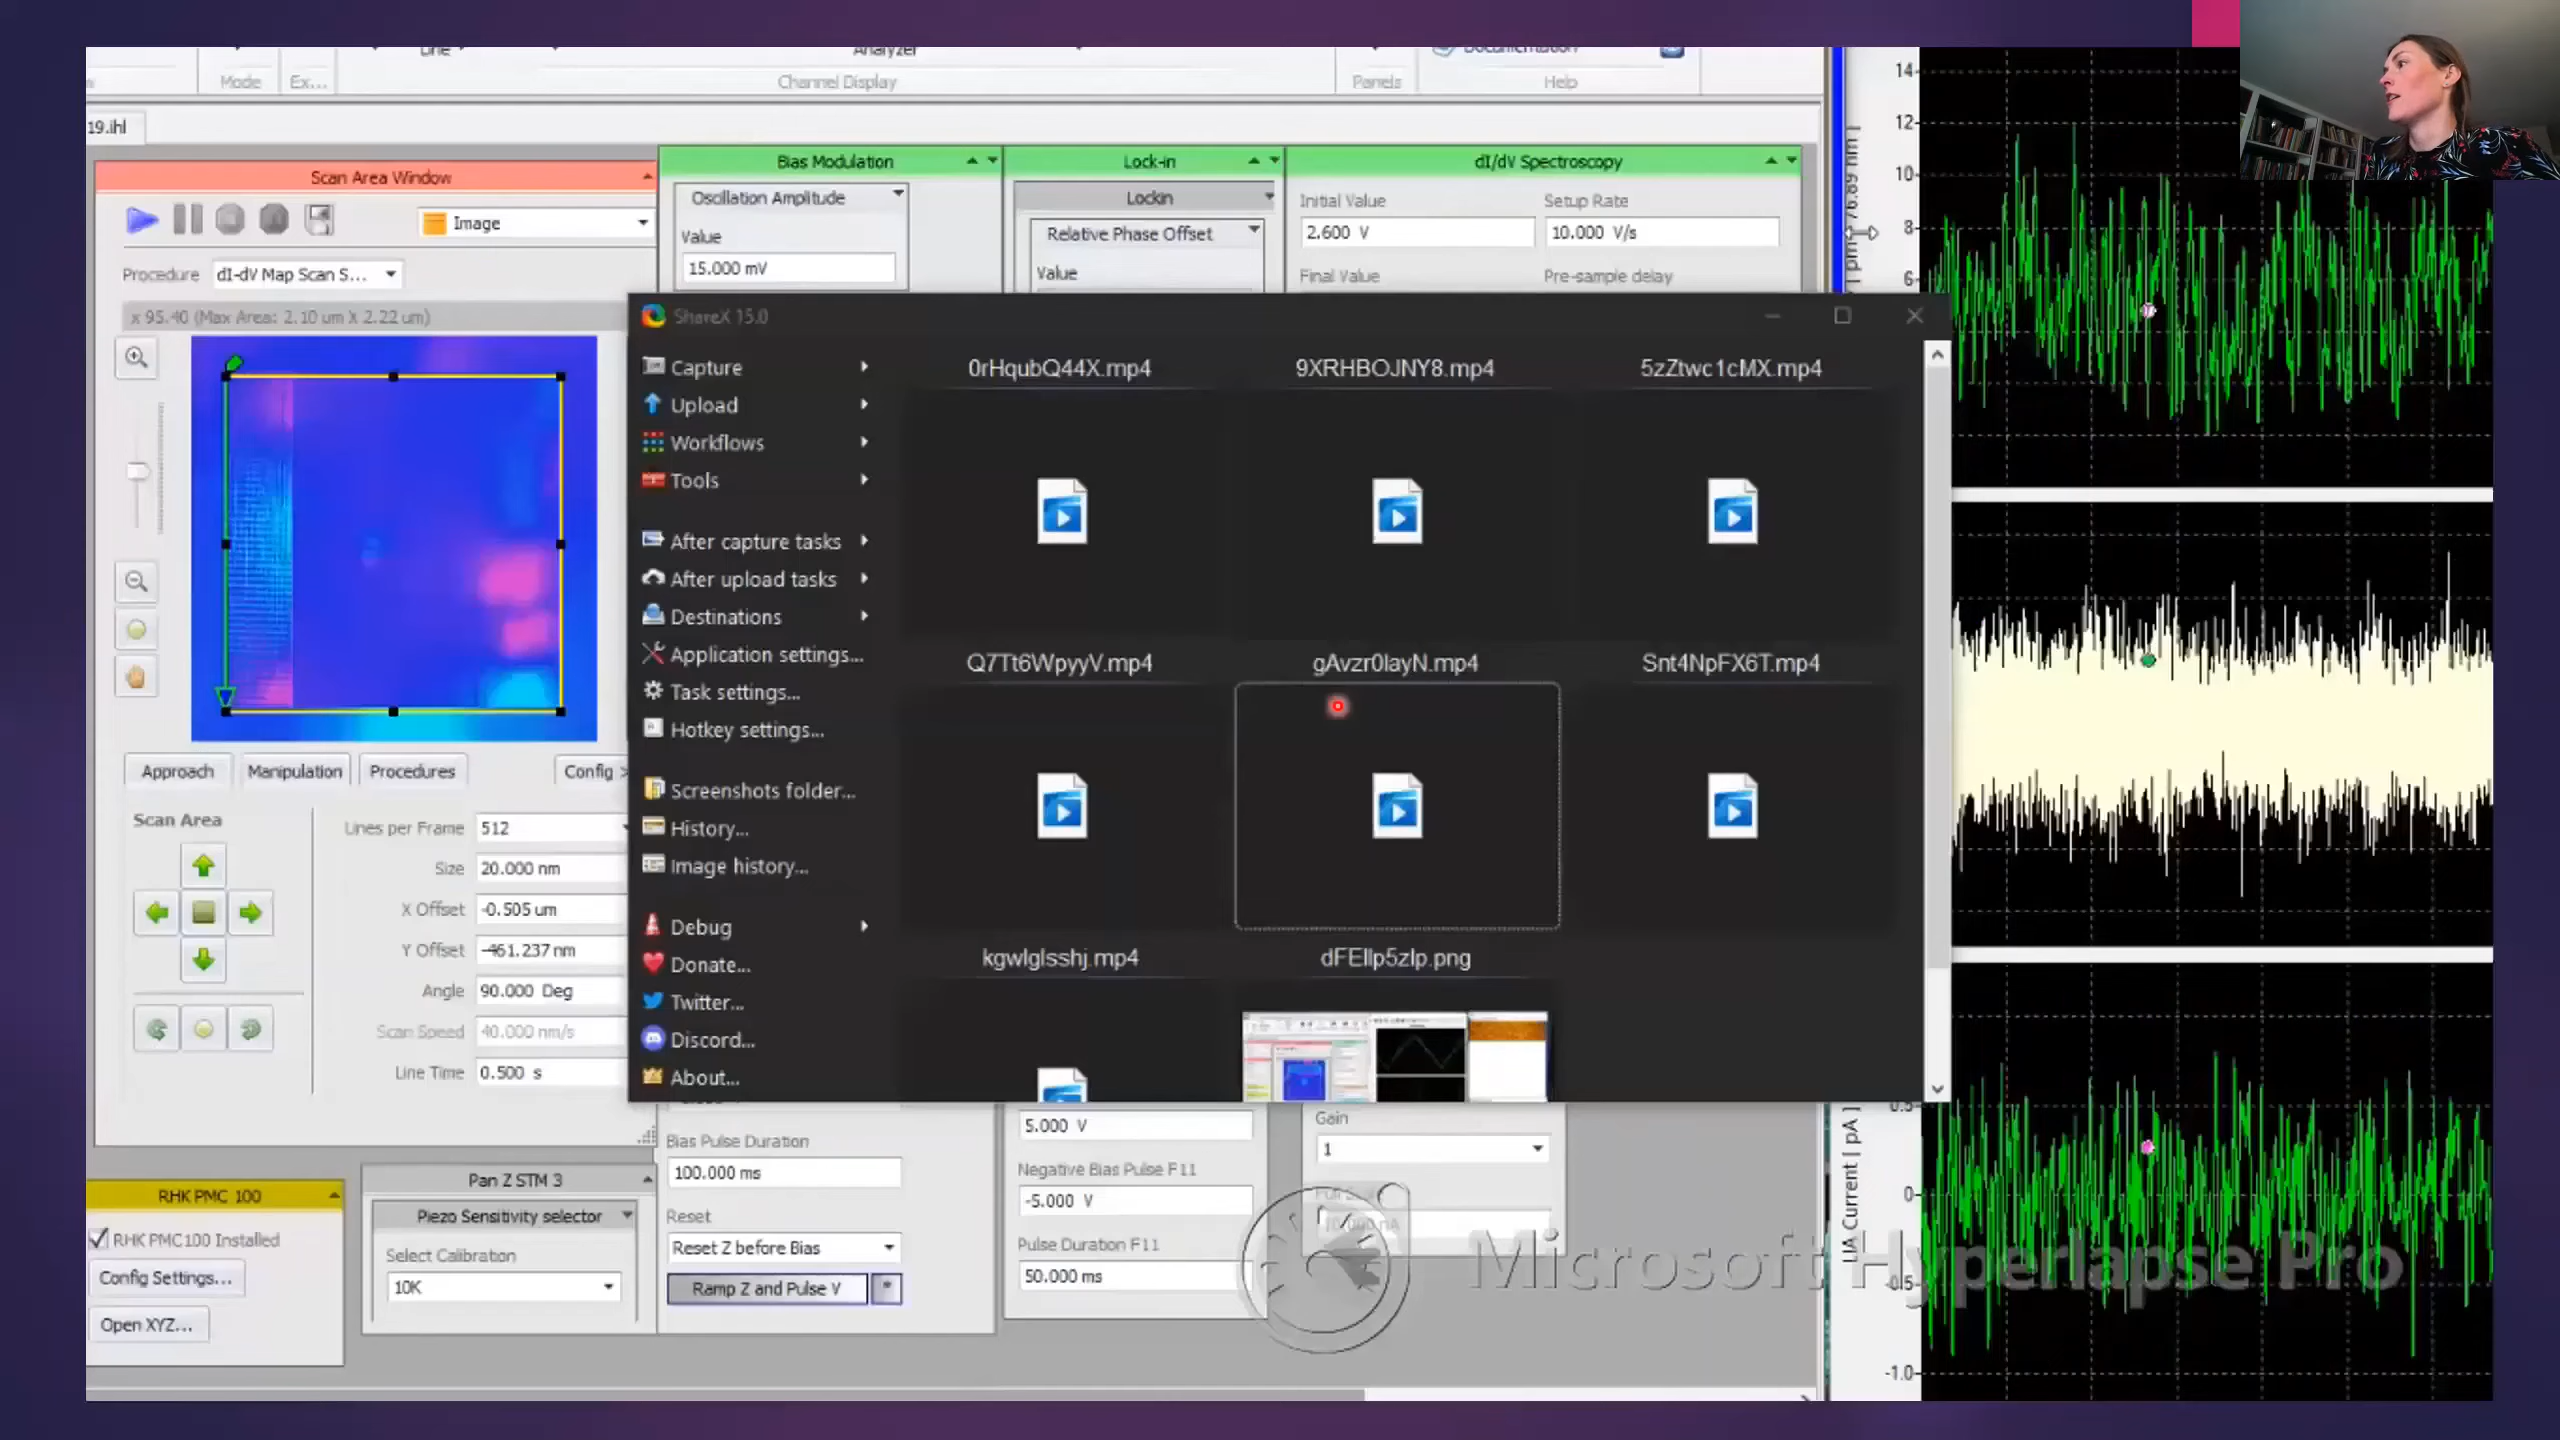 Line
Analyzer
Documentation
Mode
Ex...
Channel Display
Panels
Help
19.ihl
Scan Area Window
Image
Procedure
dI-dV Map Scan S...
x 95.40 (Max Area: 2.10 um X 2.22 um)
Bias Modulation
Oscillation Amplitude
Value
15.000 mV
Lock-in
Lockin
Relative Phase Offset
Value
dI/dV Spectroscopy
Initial Value
Setup Rate
2.600 V
10.000 V/s
Final Value
Pre-sample delay
ShareX 15.0
Capture
Upload
Workflows
Tools
After capture tasks
After upload tasks
Destinations
Application settings...
Task settings...
Hotkey settings...
Screenshots folder...
History...
Image history...
Debug
Donate...
Twitter...
Discord...
About...
0rHqubQ44X.mp4
9XRHBOJNY8.mp4
5zZtwc1cMX.mp4
Q7Tt6WpyyV.mp4
gAvzr0layN.mp4
Snt4NpFX6T.mp4
kgwlglsshj.mp4
dFEllp5zlp.png
Approach
Manipulation
Procedures
Config >
Scan Area
Lines per Frame
512
Size
20.000 nm
X Offset
-0.505 um
Y Offset
-461.237 nm
Angle
90.000 Deg
Scan Speed
40.000 nm/s
Line Time
0.500 s
RHK PMC 100
RHK PMC100 Installed
Config Settings...
Open XYZ...
Pan Z STM 3
Piezo Sensitivity selector
Select Calibration
10K
Bias Pulse Duration
100.000 ms
Reset
Reset Z before Bias
Ramp Z and Pulse V
*
5.000 V
Negative Bias Pulse F11
-5.000 V
Pulse Duration F11
50.000 ms
Gain
1
Microsoft Hyperlapse Pro
14
12
10
8
6
0.5
0
-0.5
-1.0
LIA Current [ pA ]